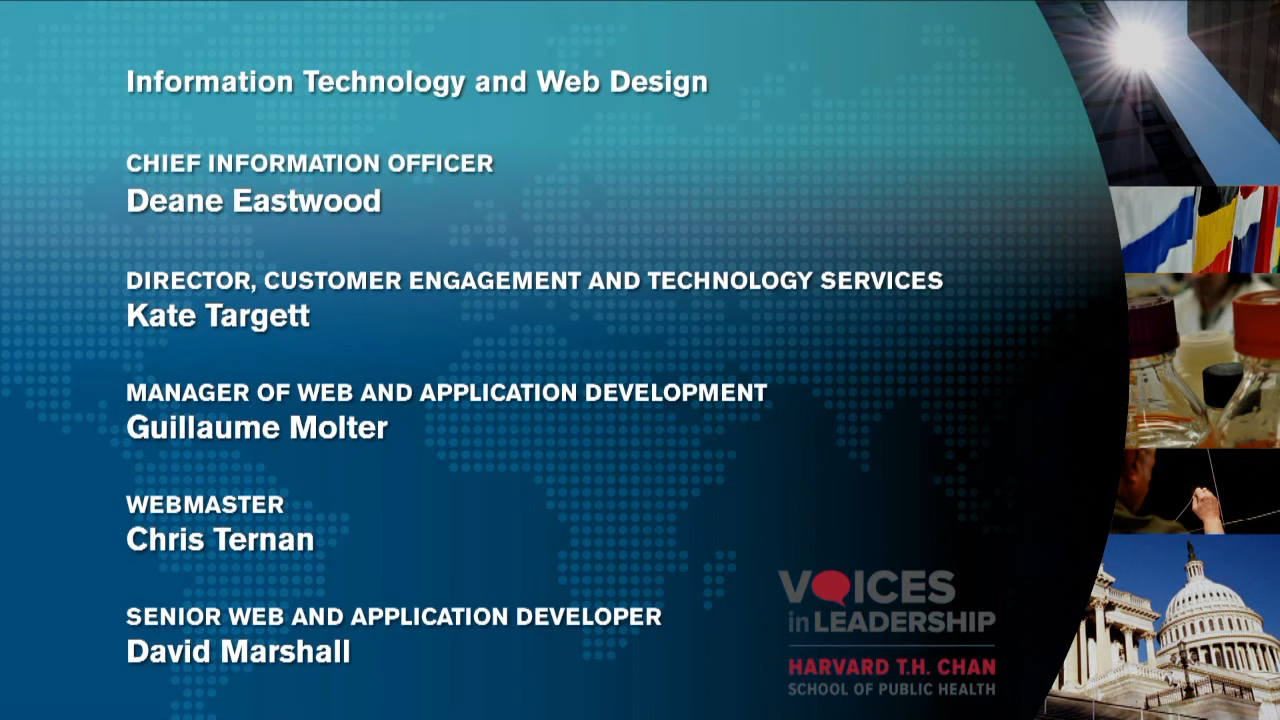 Information Technology and Web Design
CHIEF INFORMATION OFFICER
Deane Eastwood
DIRECTOR, CUSTOMER ENGAGEMENT AND TECHNOLOGY SERVICES
Kate Targett
MANAGER OF WEB AND APPLICATION DEVELOPMENT
Guillaume Molter
WEBMASTER
Chris Ternan
SENIOR WEB AND APPLICATION DEVELOPER
David Marshall
VOICES
in LEADERSHIP
HARVARD T.H. CHAN
SCHOOL OF PUBLIC HEALTH